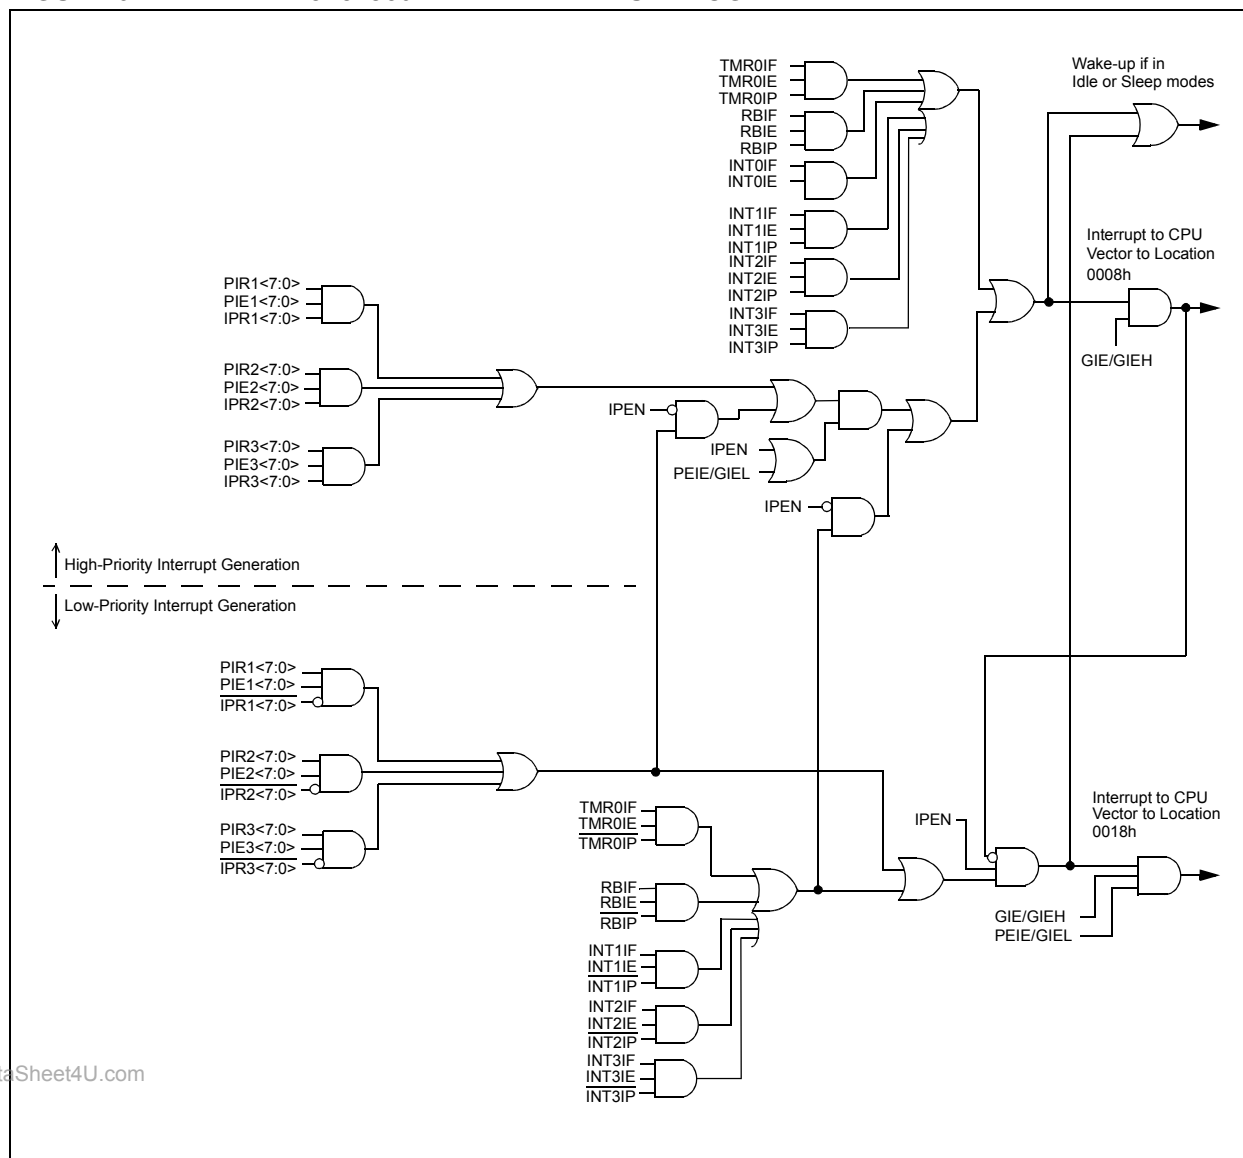 TMR0IF
TMR0IE
TMR0IP
RBIF
RBIE
RBIP
INT0IF
INT0IE
INT1IF
INT1IE
INT1IP
INT2IF
INT2IE
INT2IP
INT3IF
INT3IE
INT3IP
Wake-up if in
Idle or Sleep modes
Interrupt to CPU
Vector to Location
0008h
GIE/GIEH
PIR1<7:0>
PIE1<7:0>
IPR1<7:0>
PIR2<7:0>
PIE2<7:0>
IPR2<7:0>
PIR3<7:0>
PIE3<7:0>
IPR3<7:0>
IPEN
IPEN
PEIE/GIEL
IPEN
High-Priority Interrupt Generation
Low-Priority Interrupt Generation
PIR1<7:0>
PIE1<7:0>
IPR1<7:0>
PIR2<7:0>
PIE2<7:0>
IPR2<7:0>
PIR3<7:0>
PIE3<7:0>
IPR3<7:0>
TMR0IF
TMR0IE
TMR0IP
RBIF
RBIE
RBIP
INT1IF
INT1IE
INT1IP
INT2IF
INT2IE
INT2IP
INT3IF
INT3IE
INT3IP
IPEN
Interrupt to CPU
Vector to Location
0018h
GIE/GIEH
PEIE/GIEL
aSheet4U.com